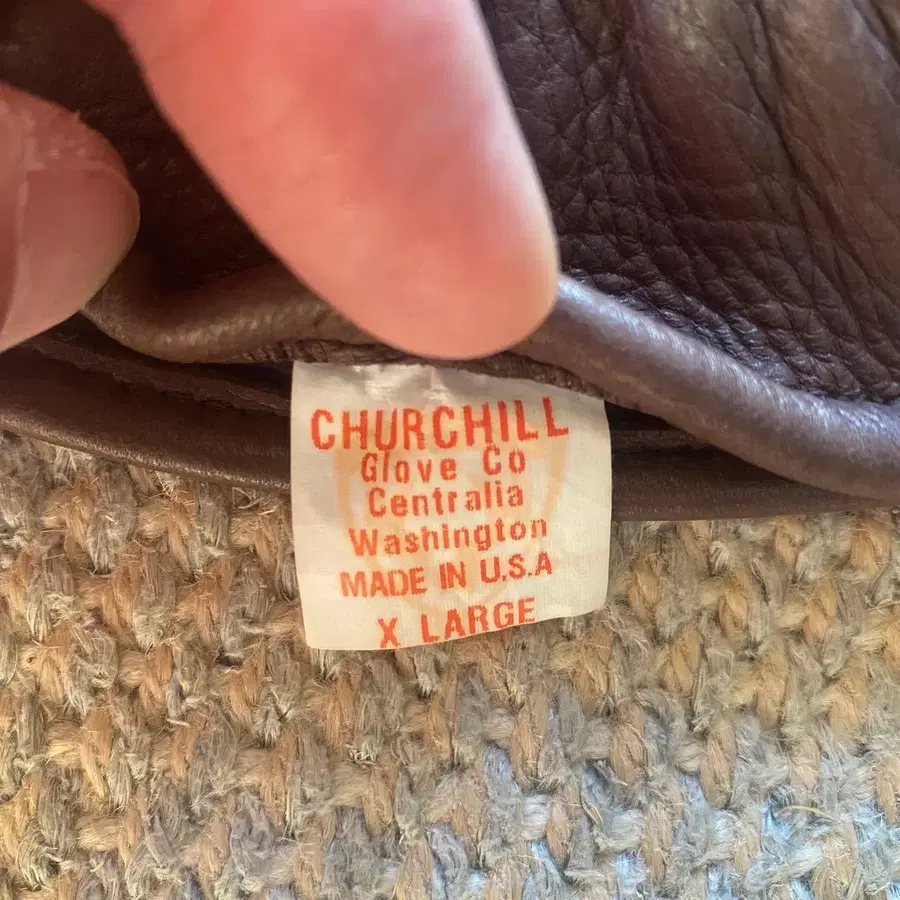 CHURCHILL
Glove Co
Centralia
Washington
MADE IN U.S.A
X LARGE